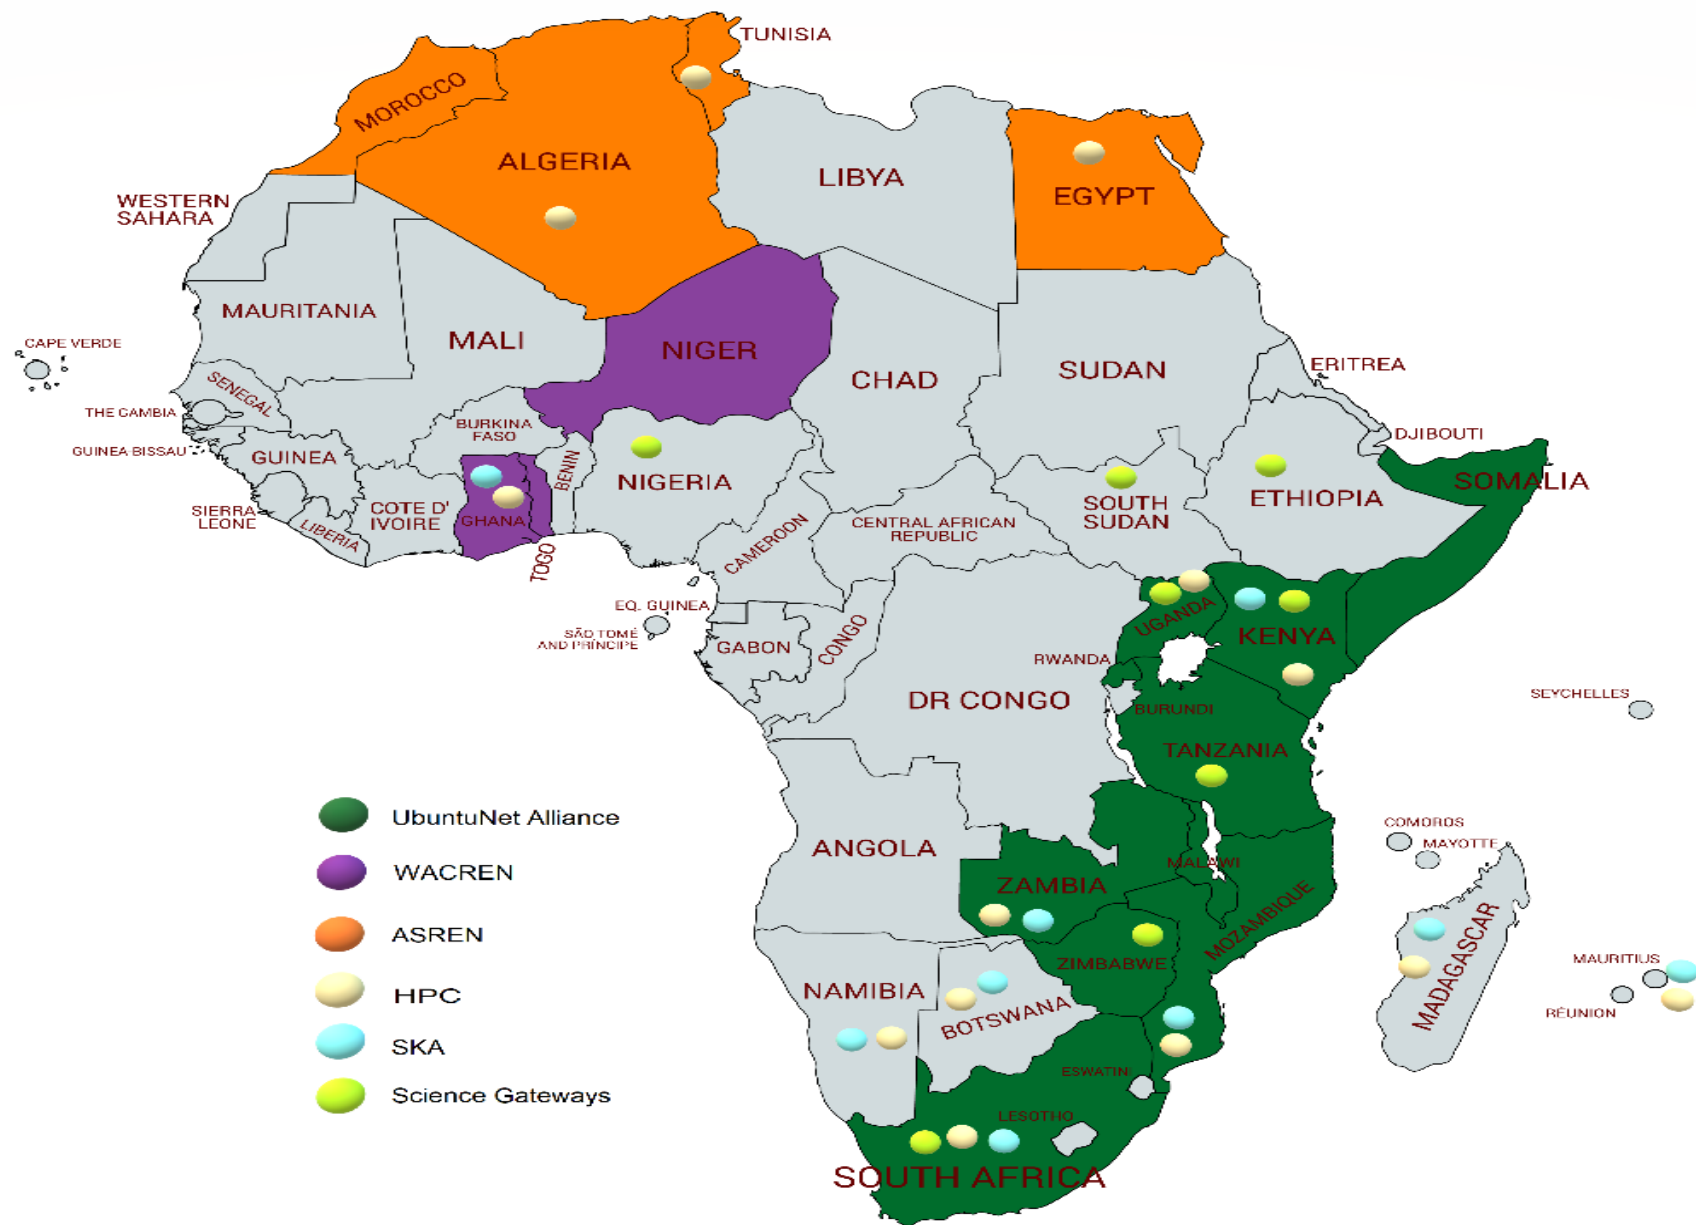 TUNISIA
MOROCCO
ALGERIA
LIBYA
EGYPT
WESTERN
SAHARA
MAURITANIA
MALI
NIGER
CHAD
SUDAN
ERITREA
CAPE VERDE
SENEGAL
THE GAMBIA
GUINEA-BISSAU
GUINEA
SIERRA
LEONE
LIBERIA
COTE D'
IVOIRE
BURKINA
FASO
GHANA
TOGO
BENIN
NIGERIA
CAMEROON
CENTRAL AFRICAN
REPUBLIC
SOUTH
SUDAN
ETHIOPIA
DJIBOUTI
SOMALIA
EQ. GUINEA
SÃO TOMÉ
AND PRÍNCIPE
GABON
CONGO
DR CONGO
UGANDA
KENYA
RWANDA
BURUNDI
TANZANIA
SEYCHELLES
COMOROS
MAYOTTE
ANGOLA
ZAMBIA
MALAWI
MOZAMBIQUE
ZIMBABWE
NAMIBIA
BOTSWANA
MADAGASCAR
MAURITIUS
RÉUNION
ESWATINI
LESOTHO
SOUTH AFRICA
UbuntuNet Alliance
WACREN
ASREN
HPC
SKA
Science Gateways